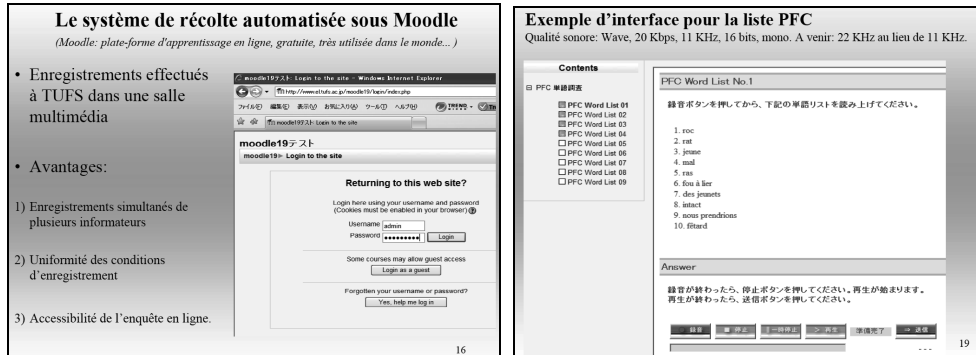 Le système de récolte automatisée sous Moodle
(Moodle: plate-forme d'apprentissage en ligne, gratuite, très utilisée dans le monde... )
• Enregistrements effectués
à TUFS dans une salle
multimédia
• Avantages:
1) Enregistrements simultanés de
plusieurs informateurs
2) Uniformité des conditions
d'enregistrement
3) Accessibilité de l'enquête en ligne.
moodle19テスト: Login to the site - Windows Internet Explorer
ファイル(F) 編集(E) 表示(V) お気に入り(A) ツール(T) ヘルプ(H)
moodle19テスト: Login to the site
moodle19テスト
moodle19 ► Login to the site
Returning to this web site?
Login here using your username and password
(Cookies must be enabled in your browser)
Username admin
Password ●●●●●●●●● Login
Some courses may allow guest access
Login as a guest
Forgotten your username or password?
Yes, help me log in
16
Exemple d'interface pour la liste PFC
Qualité sonore: Wave, 20 Kbps, 11 KHz, 16 bits, mono. A venir: 22 KHz au lieu de 11 KHz.
Contents
PFC 単語調査
PFC Word List 01
PFC Word List 02
PFC Word List 03
PFC Word List 04
PFC Word List 05
PFC Word List 06
PFC Word List 07
PFC Word List 08
PFC Word List 09
PFC Word List No.1
録音ボタンを押してから、下記の単語リストを読み上げてください。
1. roc
2. rat
3. jeune
4. mal
5. ras
6. fou à lier
7. des jeunets
8. intact
9. nous prendrions
10. fêtard
Answer
録音が終わったら、停止ボタンを押してください。再生が始まります。
再生が終わったら、送信ボタンを押してください。
録音 停止 一時停止 > 再生 準備完了 ⇒ 送信
19